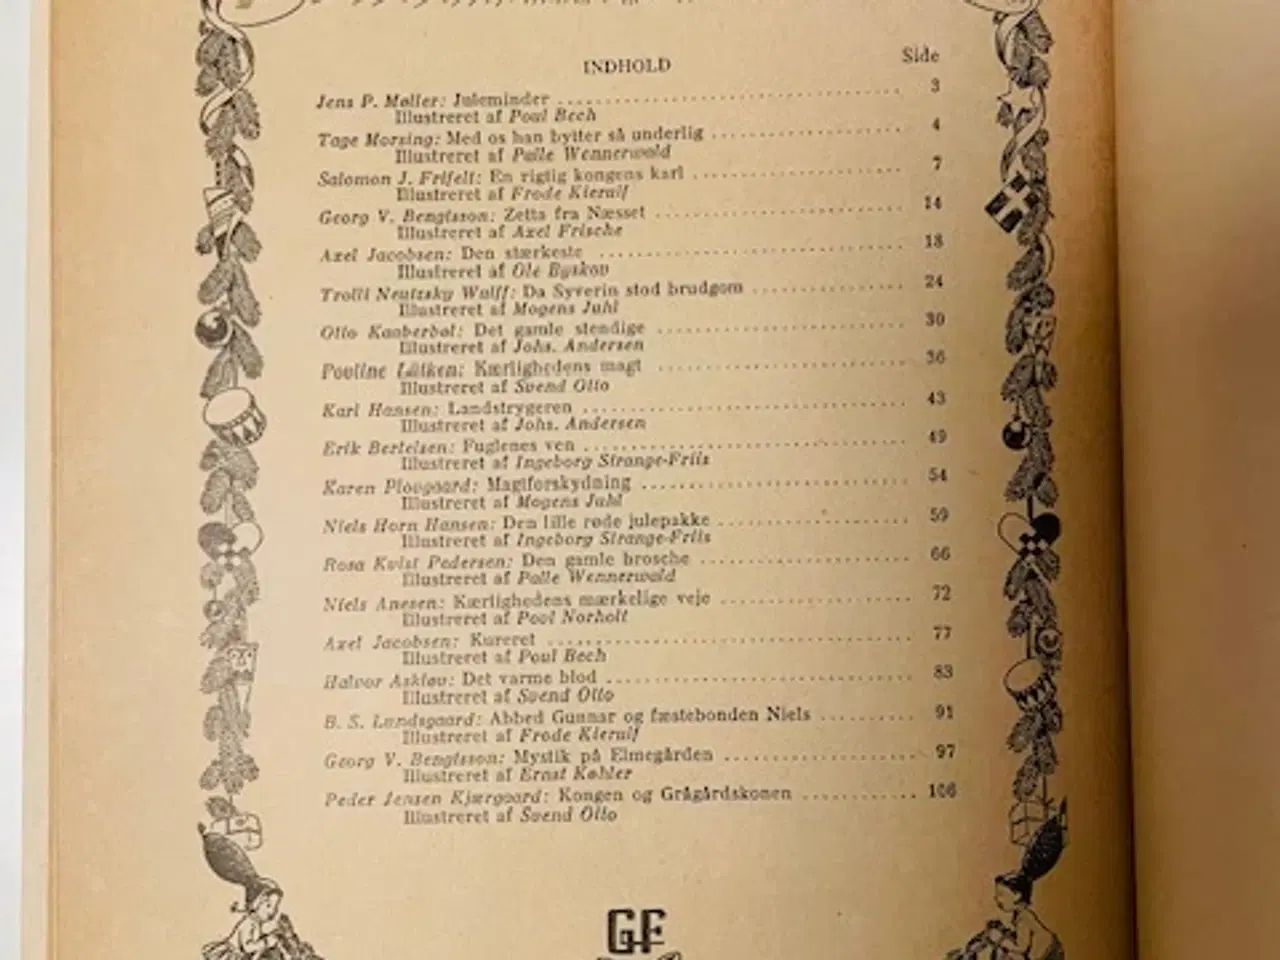 INDHOLD
Side
Jens P. Møller: Juleminder 3
Illustreret af Poul Bech
Tage Morsing: Med os han bytter så underlig 4
Illustreret af Palle Wennerwald
Salomon J. Frifelt: En rigtig kongens karl 7
Illustreret af Frode Kierulf
Georg V. Bengtsson: Zetta fra Næsset 14
Illustreret af Axel Frische
Axel Jacobsen: Den stærkeste 18
Illustreret af Ole Byskov
Trolli Neutzsky Wulff: Da Syverin stod brudgom 24
Illustreret af Mogens Juhl
Otto Kaaberbøl: Det gamle stendige 30
Illustreret af Johs. Andersen
Povline Lütken: Kærlighedens magt 36
Illustreret af Svend Otto
Karl Hansen: Landstrygeren 43
Illustreret af Johs. Andersen
Erik Bertelsen: Fuglenes ven 49
Illustreret af Ingeborg Strange-Friis
Karen Plovgaard: Magtforskydning 54
Illustreret af Mogens Juhl
Niels Horn Hansen: Den lille røde julepakke 59
Illustreret af Ingeborg Strange-Friis
Rosa Kvist Pedersen: Den gamle brosche 66
Illustreret af Palle Wennerwald
Niels Anesen: Kærlighedens mærkelige veje 72
Illustreret af Poul Norholt
Axel Jacobsen: Kureret 77
Illustreret af Poul Bech
Halvor Askløv: Det varme blod 83
Illustreret af Svend Otto
B. S. Lundsgaard: Abbed Gunnar og fæstebonden Niels 91
Illustreret af Frode Kierulf
Georg V. Bengtsson: Mystik på Elmegården 97
Illustreret af Ernst Køhler
Peder Jensen Kjærgaard: Kongen og Grågårdskonen 106
Illustreret af Svend Otto
GF